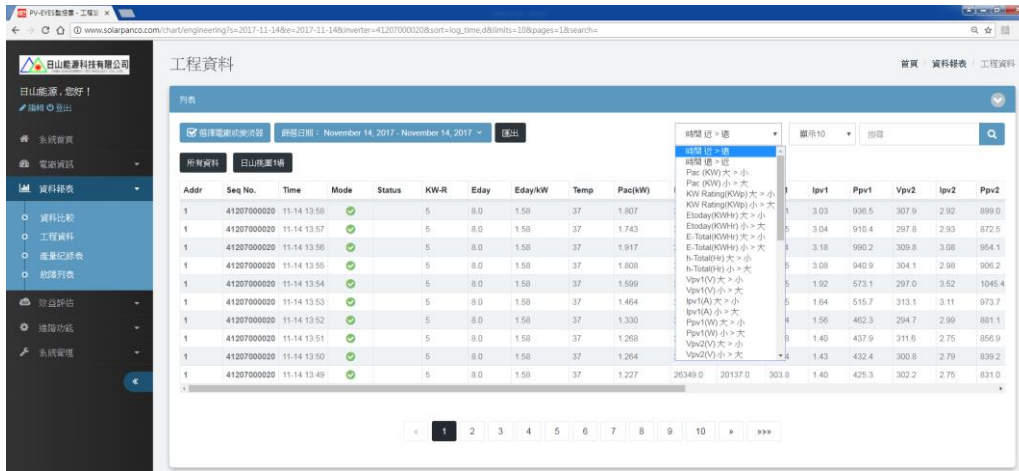 PV-EYES監控雲 - 工程資
www.solarpanco.com/chart/engineering?s=2017-11-14&e=2017-11-14&inverter=41207000020&sort=log_time,d&limits=10&pages=1&search=
日山能源科技有限公司
工程資料
首頁 / 資料報表 / 工程資料
日山能源 , 您好！
編輯 登出
列表
選擇電廠或變流器
篩選日期： November 14, 2017 - November 14, 2017
匯出
時間 近 > 遠
顯示10
搜尋
所有資料
日山桃園1場
系統首頁
電廠資訊
資料報表
資料比較
工程資料
產量紀錄表
故障列表
效益評估
進階功能
系統管理
時間 近 > 遠
時間 遠 > 近
Pac (KW) 大 > 小
Pac (KW) 小 > 大
KW Rating(KWp) 大 > 小
KW Rating(KWp) 小 > 大
Etoday(KWHr) 大 > 小
Etoday(KWHr) 小 > 大
E-Total(KWHr) 大 > 小
E-Total(KWHr) 小 > 大
h-Total(Hr) 大 > 小
h-Total(Hr) 小 > 大
Vpv1(V) 大 > 小
Vpv1(V) 小 > 大
Ipv1(A) 大 > 小
Ipv1(A) 小 > 大
Ppv1(W) 大 > 小
Ppv1(W) 小 > 大
Vpv2(V) 大 > 小
Vpv2(V) 小 > 大
Addr Seq No. Time Mode Status KW-R Eday Eday/kW Temp Pac(kW) Ipv1 Ppv1 Vpv2 Ipv2 Ppv2
1 41207000020 11-14 13:58 5 8.0 1.58 37 1.807 3.03 936.5 307.9 2.92 899.0
1 41207000020 11-14 13:57 5 8.0 1.58 37 1.743 3.04 910.4 297.8 2.93 872.5
1 41207000020 11-14 13:56 5 8.0 1.58 37 1.917 3.18 990.2 309.8 3.08 954.1
1 41207000020 11-14 13:55 5 8.0 1.58 37 1.808 3.08 940.9 304.1 2.98 906.2
1 41207000020 11-14 13:54 5 8.0 1.58 37 1.599 1.92 573.1 297.0 3.52 1045.4
1 41207000020 11-14 13:53 5 8.0 1.58 37 1.464 1.64 515.7 313.1 3.11 973.7
1 41207000020 11-14 13:52 5 8.0 1.58 37 1.330 1.56 462.3 294.7 2.99 881.1
1 41207000020 11-14 13:51 5 8.0 1.58 37 1.268 1.40 437.9 311.6 2.75 856.9
1 41207000020 11-14 13:50 5 8.0 1.58 37 1.264 1.43 432.4 300.8 2.79 839.2
1 41207000020 11-14 13:49 5 8.0 1.58 37 1.227 26349.0 20137.0 303.8 1.40 425.3 302.2 2.75 831.0
« 1 2 3 4 5 6 7 8 9 10 » »»»